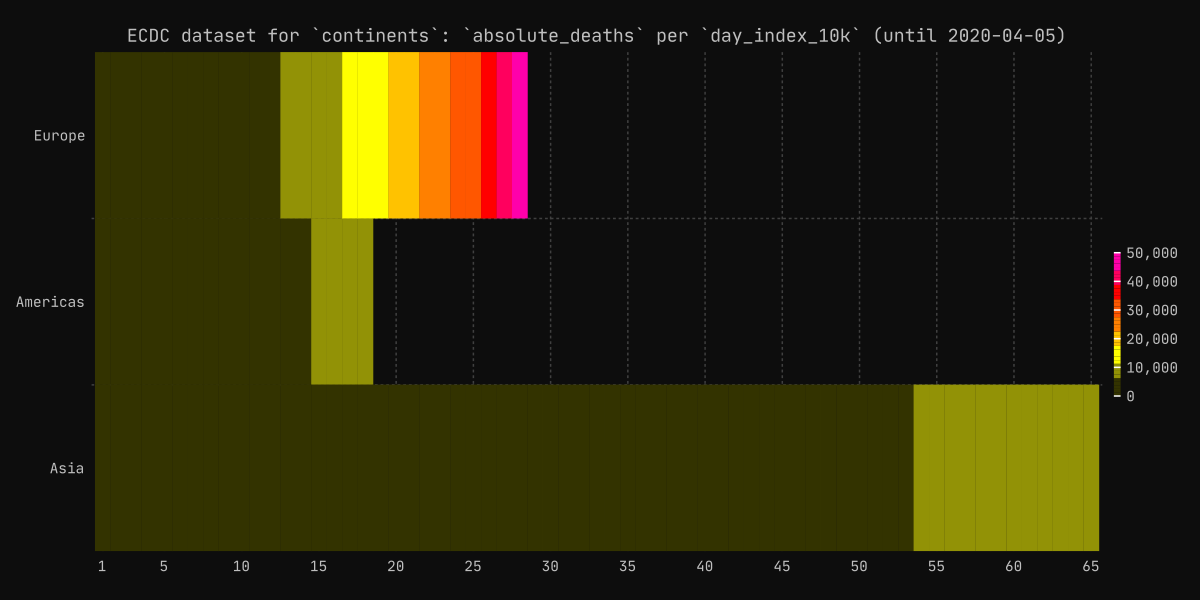 ECDC dataset for `continents`: `absolute_deaths` per `day_index_10k` (until 2020-04-05)
Europe
Americas
Asia
50,000
40,000
30,000
20,000
10,000
0
1 5 10 15 20 25 30 35 40 45 50 55 60 65